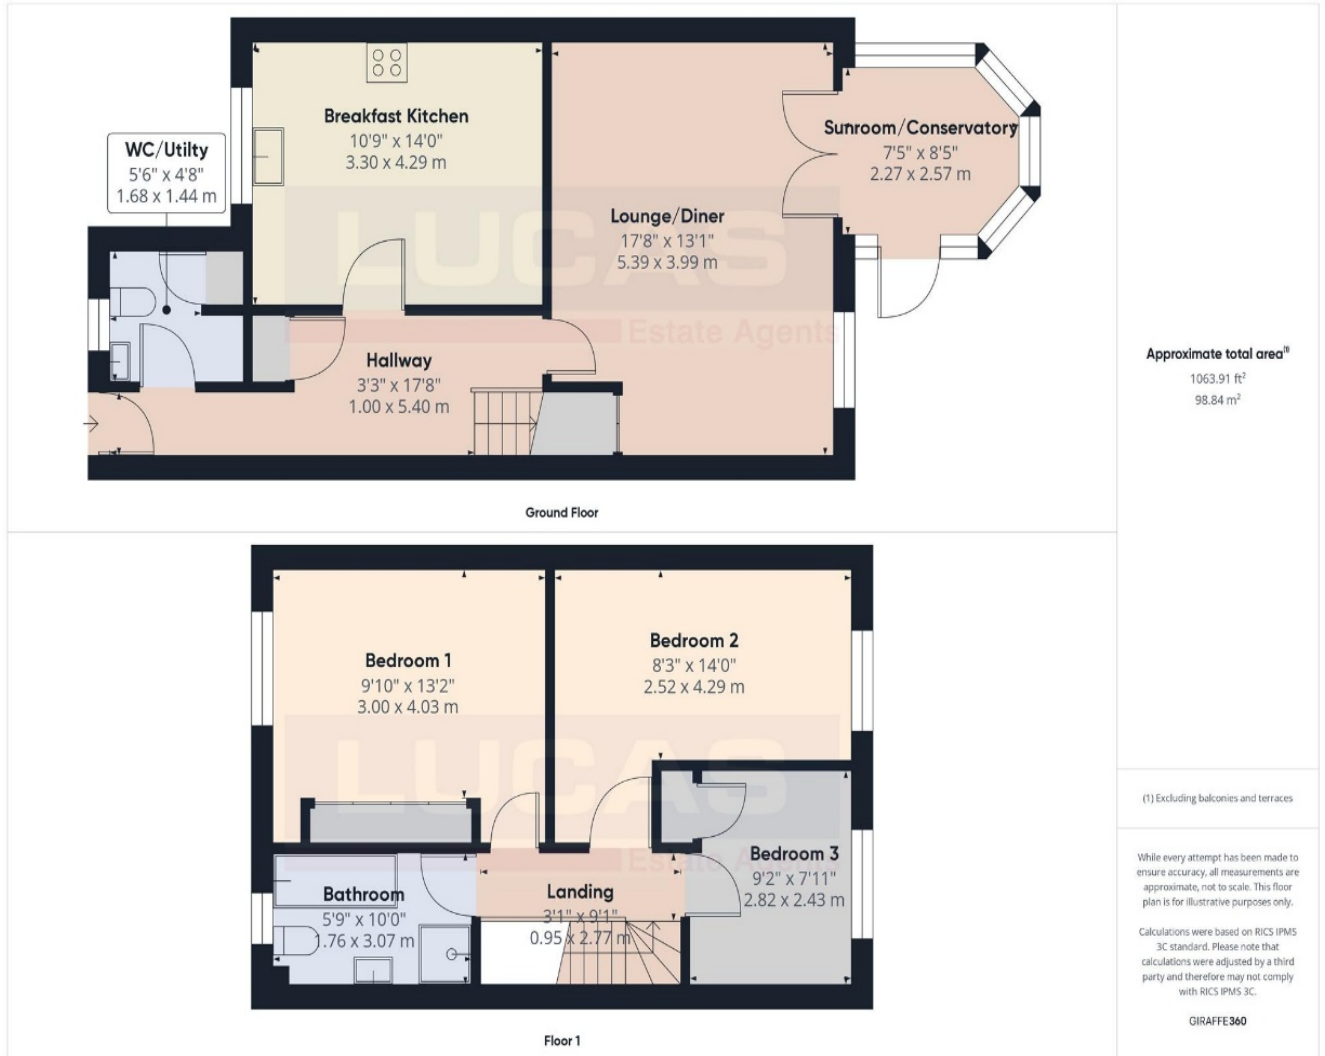 Breakfast Kitchen
10'9" x 14'0"
3.30 x 4.29 m
WC/Utilty
5'6" x 4'8"
1.68 x 1.44 m
Sunroom/Conservatory
7'5" x 8'5"
2.27 x 2.57 m
Lounge/Diner
17'8" x 13'1"
5.39 x 3.99 m
LUCAS
Estate Agents
Hallway
3'3" x 17'8"
1.00 x 5.40 m
Ground Floor
Approximate total area(1)
1063.91 ft²
98.84 m²
Bedroom 1
9'10" x 13'2"
3.00 x 4.03 m
Bedroom 2
8'3" x 14'0"
2.52 x 4.29 m
LUCAS
Estate Agents
Bedroom 3
9'2" x 7'11"
2.82 x 2.43 m
Bathroom
5'9" x 10'0"
1.76 x 3.07 m
Landing
3'1" x 9'1"
0.95 x 2.77 m
Floor 1
(1) Excluding balconies and terraces
While every attempt has been made to
ensure accuracy, all measurements are
approximate, not to scale. This floor
plan is for illustrative purposes only.
Calculations were based on RICS IPMS
3C standard. Please note that
calculations were adjusted by a third
party and therefore may not comply
with RICS IPMS 3C.
GIRAFFE360